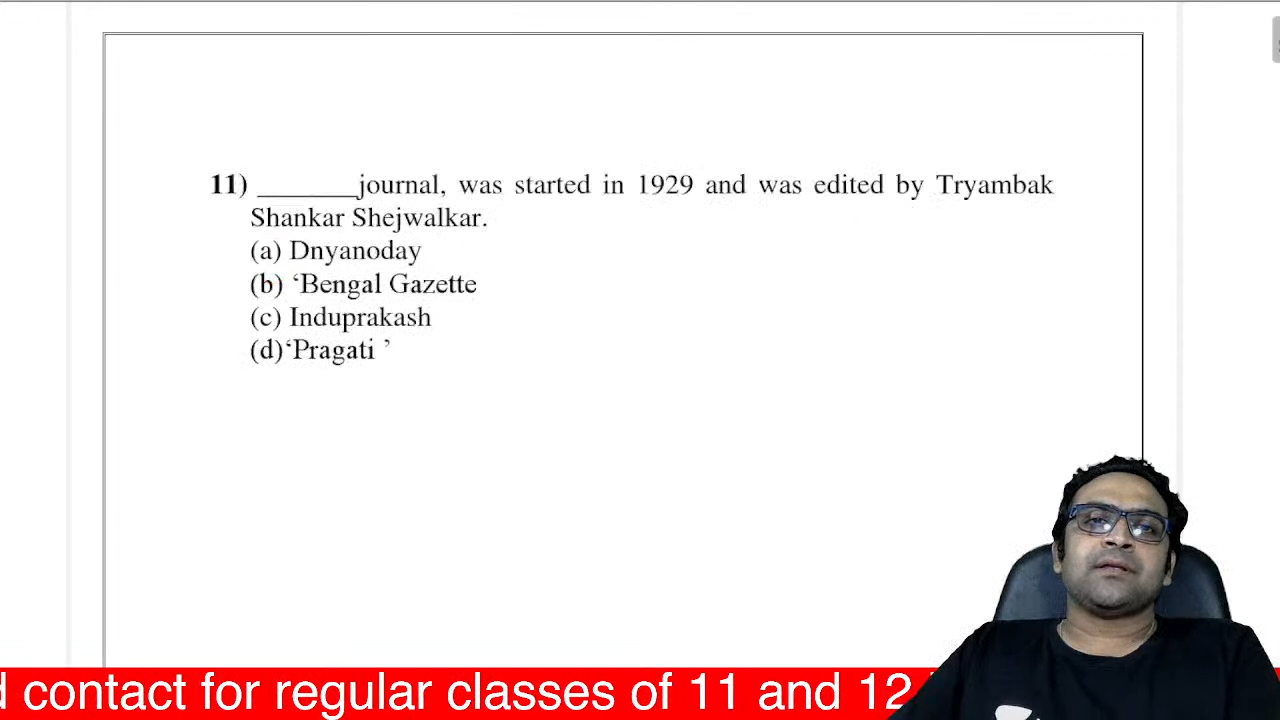 11) _______journal, was started in 1929 and was edited by Tryambak
Shankar Shejwalkar.
(a) Dnyanoday
(b) ‘Bengal Gazette
(c) Induprakash
(d)‘Pragati ’
contact for regular classes of 11 and 12